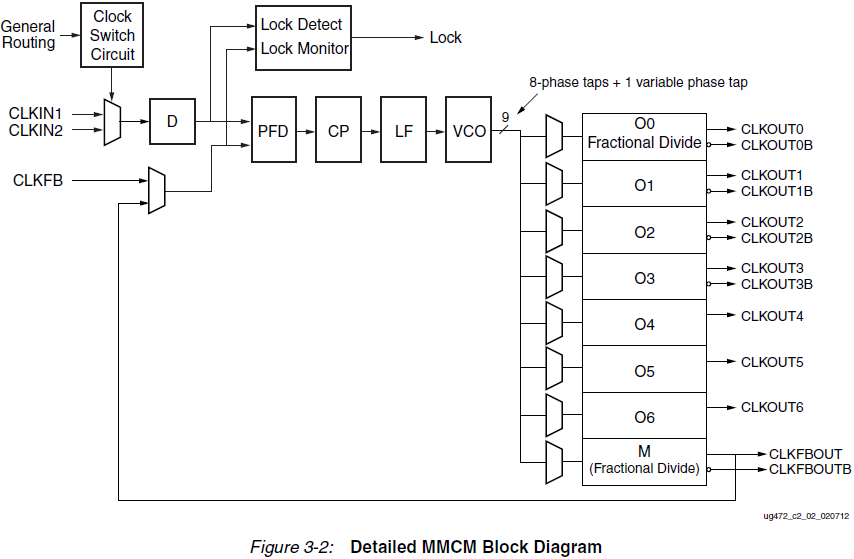 General
Routing
Clock
Switch
Circuit
Lock Detect
Lock Monitor
Lock
CLKIN1
CLKIN2
D
PFD
CP
LF
VCO
9
8-phase taps + 1 variable phase tap
CLKFB
O0
Fractional Divide
CLKOUT0
CLKOUT0B
O1
CLKOUT1
CLKOUT1B
O2
CLKOUT2
CLKOUT2B
O3
CLKOUT3
CLKOUT3B
O4
CLKOUT4
O5
CLKOUT5
O6
CLKOUT6
M
(Fractional Divide)
CLKFBOUT
CLKFBOUTB
ug472_c2_02_020712
Figure 3-2: Detailed MMCM Block Diagram